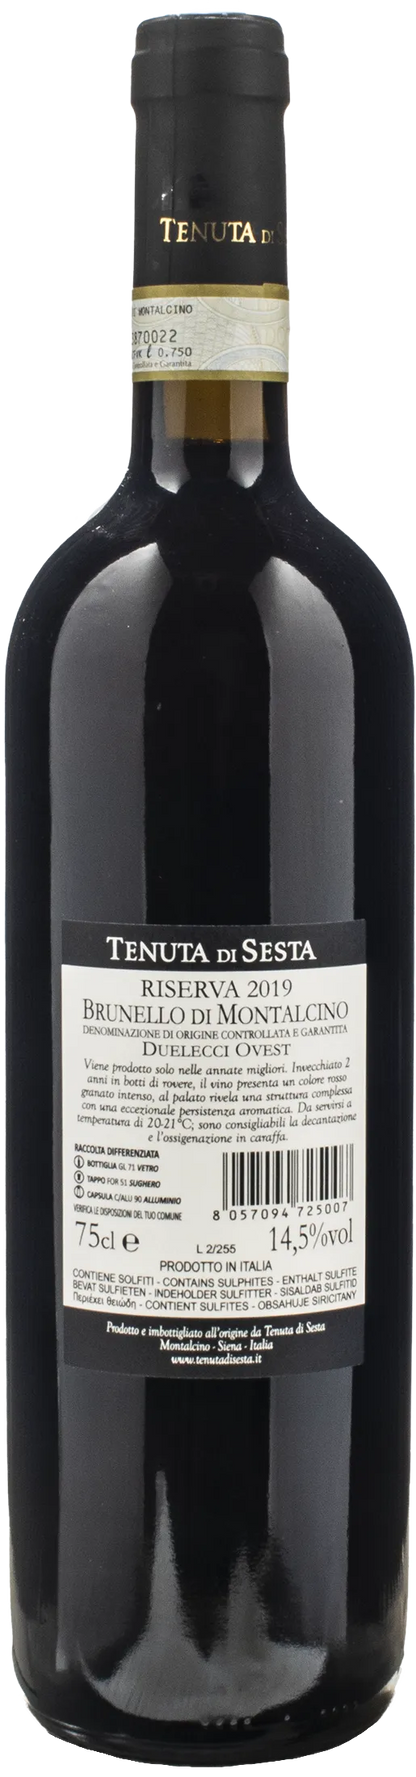 TENUTA DI
MONTALCINO
870022
l 0.750
TENUTA DI SESTA
RISERVA 2019
BRUNELLO DI MONTALCINO
DENOMINAZIONE DI ORIGINE CONTROLLATA E GARANTITA
DUELECCI OVEST
Viene prodotto solo nelle annate migliori. Invecchiato 2
anni in botti di rovere, il vino presenta un colore rosso
granato intenso, al palato rivela una struttura complessa
con una eccezionale persistenza aromatica. Da servirsi a
temperatura di 20-21°C; sono consigliabili la decantazione
e l'ossigenazione in caraffa.
RACCOLTA DIFFERENZIATA
BOTTIGLIA GL 71 VETRO
TAPPO FOR 51 SUGHERO
CAPSULA C/ALU 90 ALLUMINIO
VERIFICA LE DISPOSIZIONI DEL TUO COMUNE
8 057094 725007
75cl e L 2/255 14,5%vol
PRODOTTO IN ITALIA
CONTIENE SOLFITI - CONTAINS SULPHITES - ENTHALT SULFITE
BEVAT SULFIETEN - INDEHOLDER SULFITTER - SISALDAB SULFITID
Περιέχει θειώδη - CONTIENT SULFITES - OBSAHUJE SIRICITANY
Prodotto e imbottigliato all'origine da Tenuta di Sesta
Montalcino - Siena - Italia
www.tenutadisesta.it